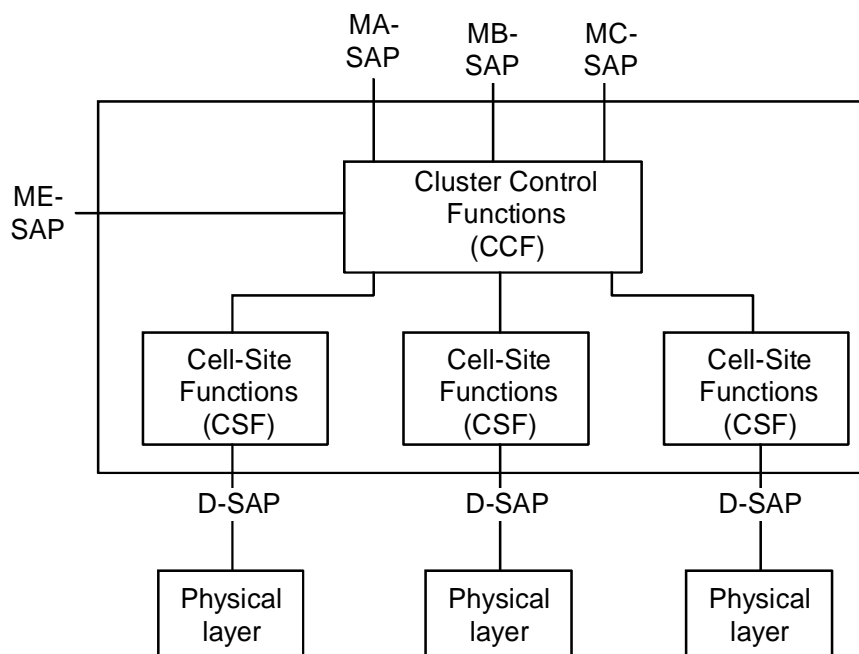 MA-
SAP
MB-
SAP
MC-
SAP
ME-
SAP
Cluster Control
Functions
(CCF)
Cell-Site
Functions
(CSF)
Cell-Site
Functions
(CSF)
Cell-Site
Functions
(CSF)
D-SAP
D-SAP
D-SAP
Physical
layer
Physical
layer
Physical
layer